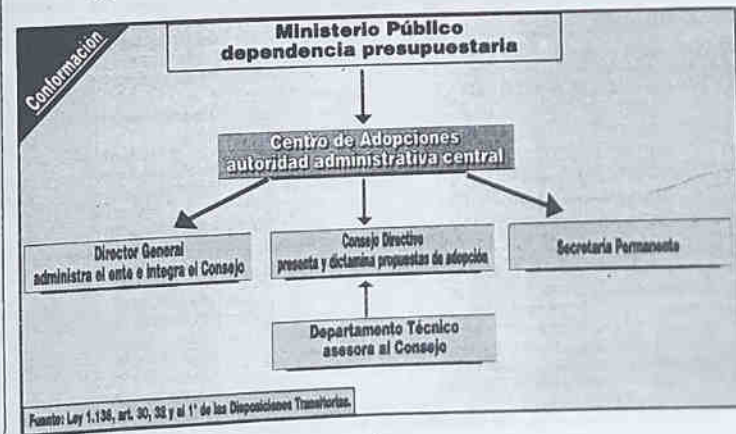 Conformación
Ministerio Público
dependencia presupuestaria
Centro de Adopciones
autoridad administrativa central
Director General
administra el ente e integra el Consejo
Consejo Directivo
presenta y dictamina propuestas de adopción
Secretaría Permanente
Departamento Técnico
asesora al Consejo
Fuente: Ley 1.136, art. 30, 32 y al 1° de las Disposiciones Transitorias.